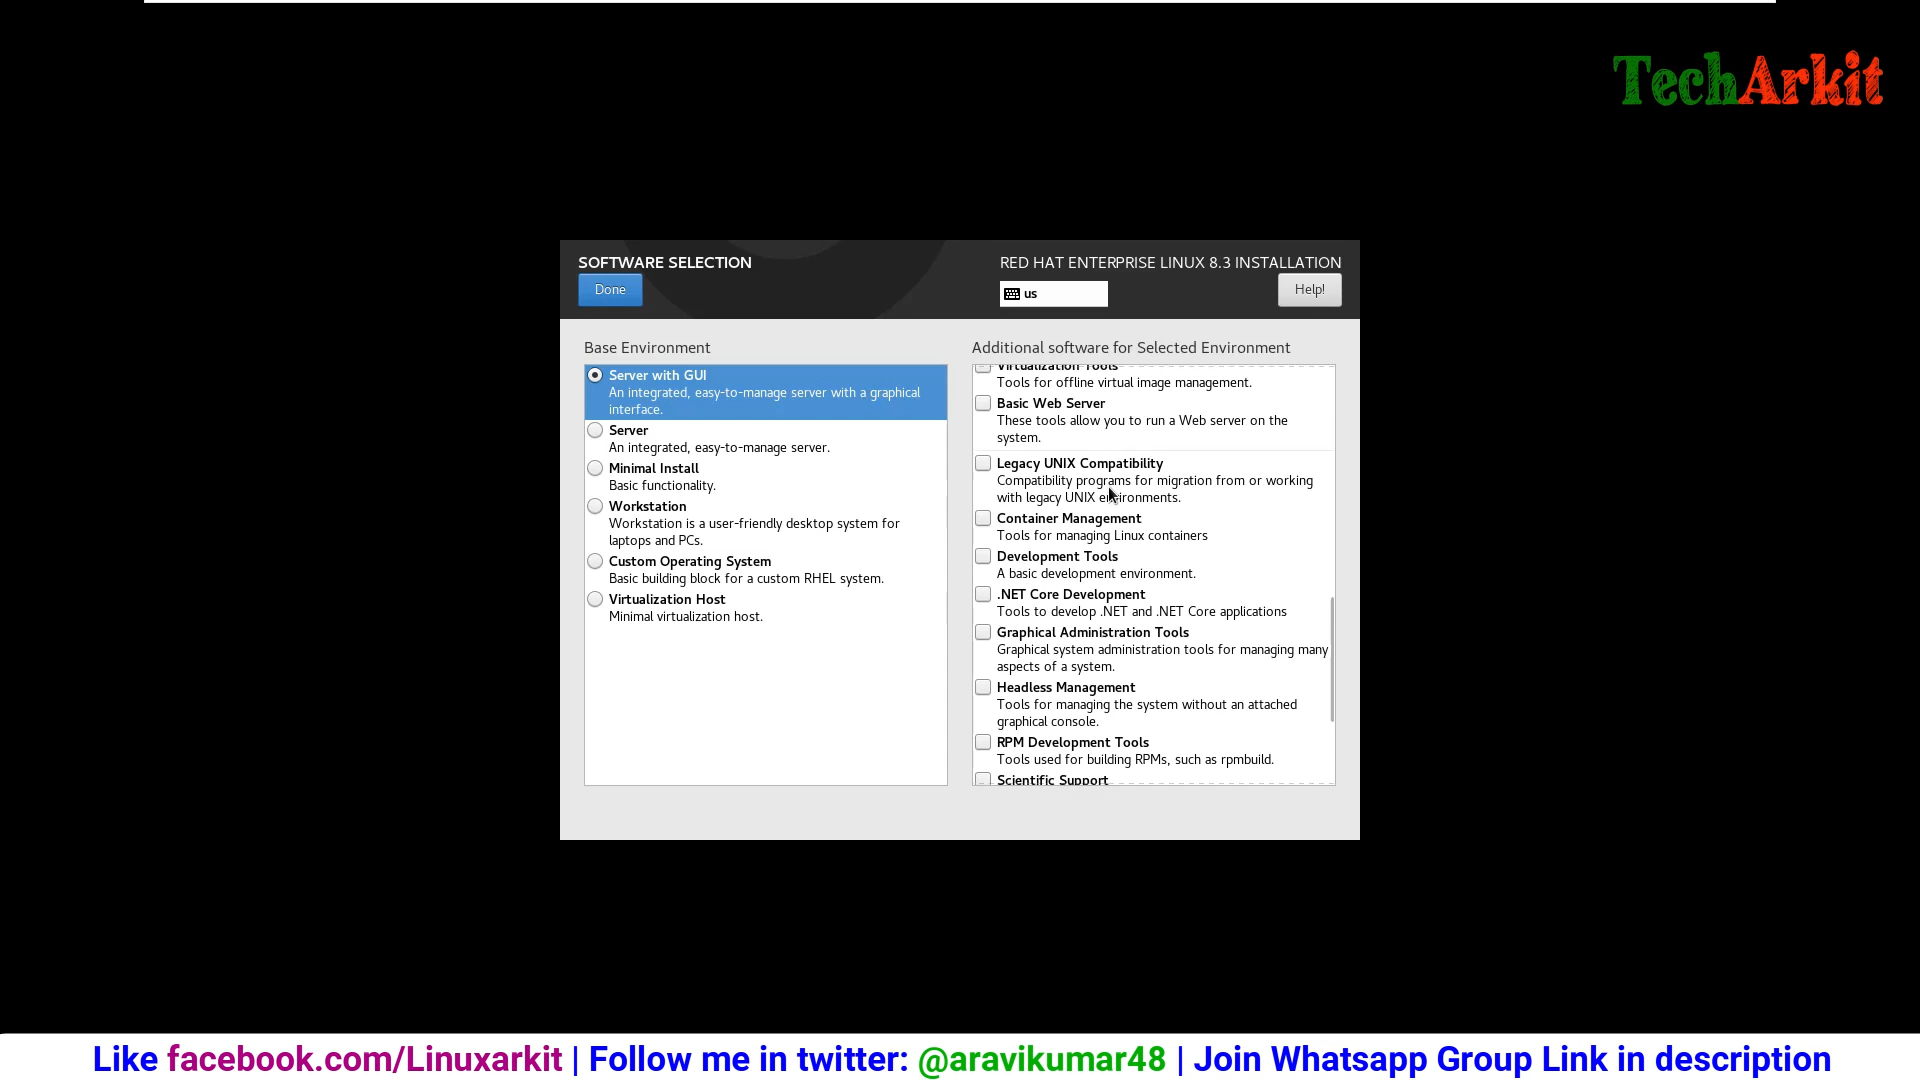 TechArkit
SOFTWARE SELECTION
Done
RED HAT ENTERPRISE LINUX 8.3 INSTALLATION
us
Help!
Base Environment
Server with GUI
An integrated, easy-to-manage server with a graphical
interface.
Server
An integrated, easy-to-manage server.
Minimal Install
Basic functionality.
Workstation
Workstation is a user-friendly desktop system for
laptops and PCs.
Custom Operating System
Basic building block for a custom RHEL system.
Virtualization Host
Minimal virtualization host.
Additional software for Selected Environment
Virtualization Tools
Tools for offline virtual image management.
Basic Web Server
These tools allow you to run a Web server on the
system.
Legacy UNIX Compatibility
Compatibility programs for migration from or working
with legacy UNIX environments.
Container Management
Tools for managing Linux containers
Development Tools
A basic development environment.
.NET Core Development
Tools to develop .NET and .NET Core applications
Graphical Administration Tools
Graphical system administration tools for managing many
aspects of a system.
Headless Management
Tools for managing the system without an attached
graphical console.
RPM Development Tools
Tools used for building RPMs, such as rpmbuild.
Scientific Support
Like facebook.com/Linuxarkit | Follow me in twitter: @aravikumar48 | Join Whatsapp Group Link in description